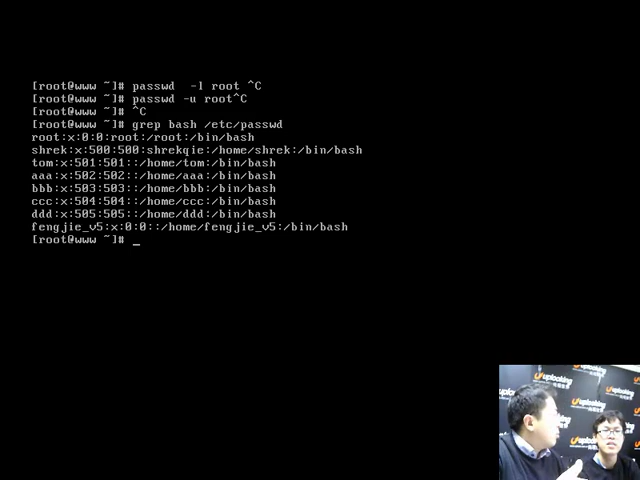 [root@www ~]# passwd  -l root ^C
[root@www ~]# passwd -u root^C
[root@www ~]# ^C
[root@www ~]# grep bash /etc/passwd
root:x:0:0:root:/root:/bin/bash
shrek:x:500:500:shrekqie:/home/shrek:/bin/bash
tom:x:501:501::/home/tom:/bin/bash
aaa:x:502:502::/home/aaa:/bin/bash
bbb:x:503:503::/home/bbb:/bin/bash
ccc:x:504:504::/home/ccc:/bin/bash
ddd:x:505:505::/home/ddd:/bin/bash
fengjie_v5:x:0:0::/home/fengjie_v5:/bin/bash
[root@www ~]# _
uplooking
uplooking
uplooking